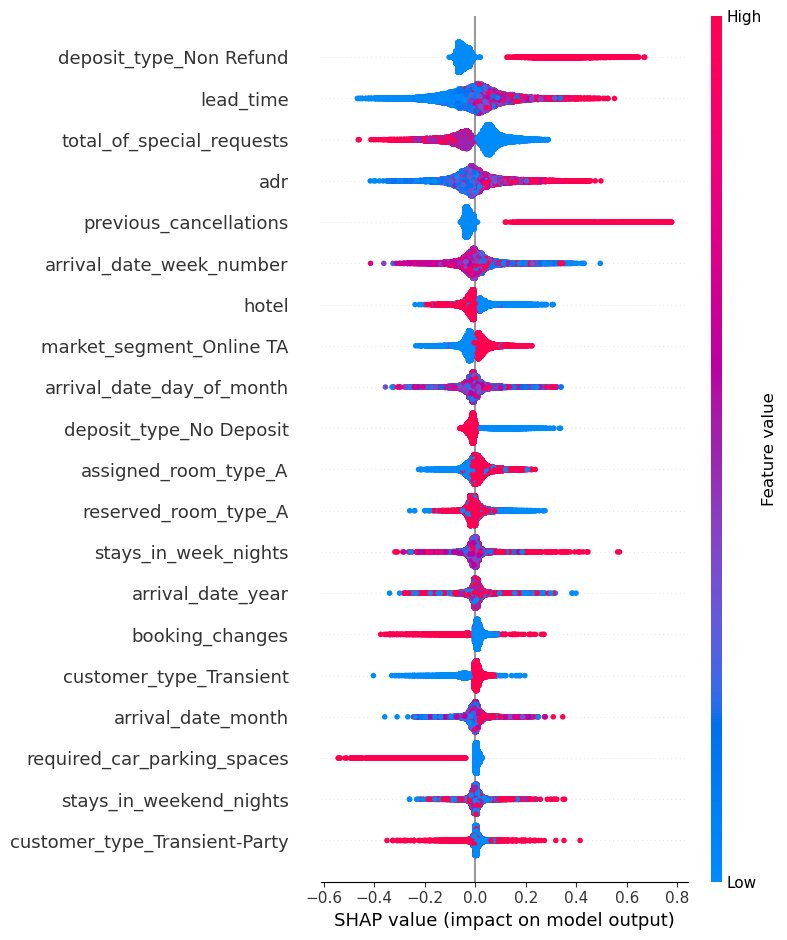 High
deposit_type_Non Refund
lead_time
total_of_special_requests
adr
previous_cancellations
arrival_date_week_number
hotel
market_segment_Online TA
arrival_date_day_of_month
deposit_type_No Deposit
assigned_room_type_A
reserved_room_type_A
stays_in_week_nights
arrival_date_year
booking_changes
customer_type_Transient
arrival_date_month
required_car_parking_spaces
stays_in_weekend_nights
customer_type_Transient-Party
Feature value
Low
−0.6 −0.4 −0.2 0.0 0.2 0.4 0.6 0.8
SHAP value (impact on model output)